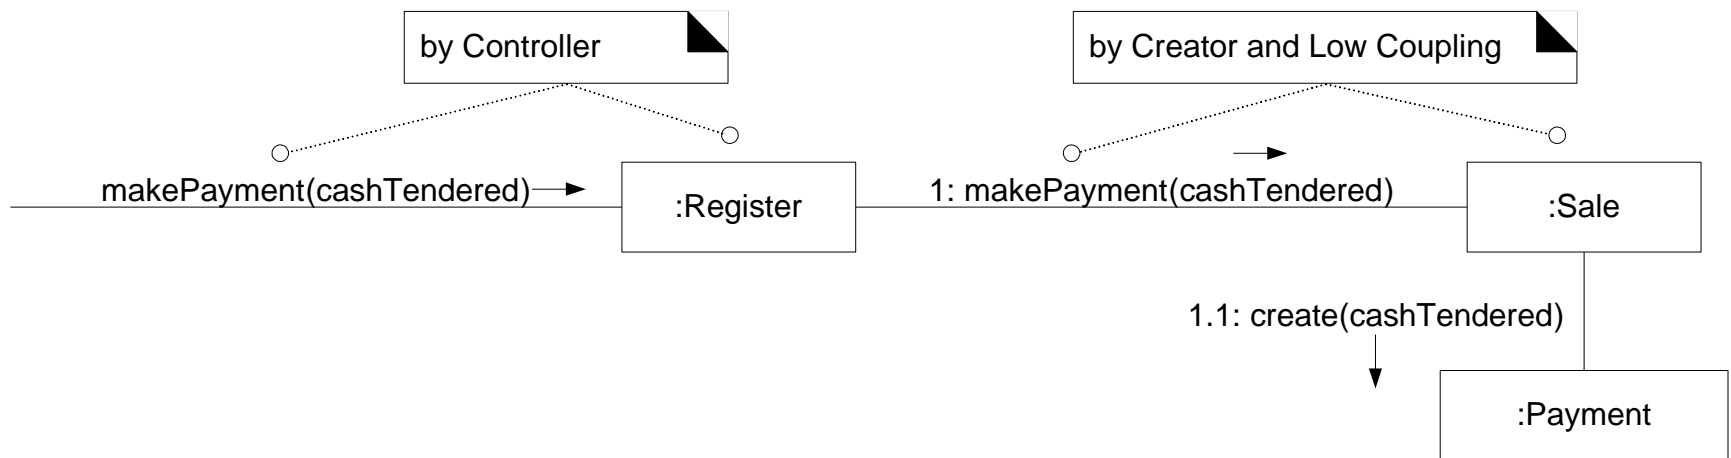 by Controller
by Creator and Low Coupling
makePayment(cashTendered)
:Register
1: makePayment(cashTendered)
:Sale
1.1: create(cashTendered)
:Payment